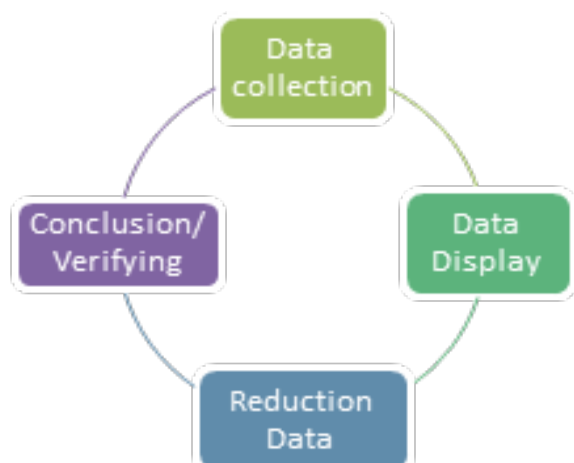 Data
collection
Data
Display
Reduction
Data
Conclusion/
Verifying